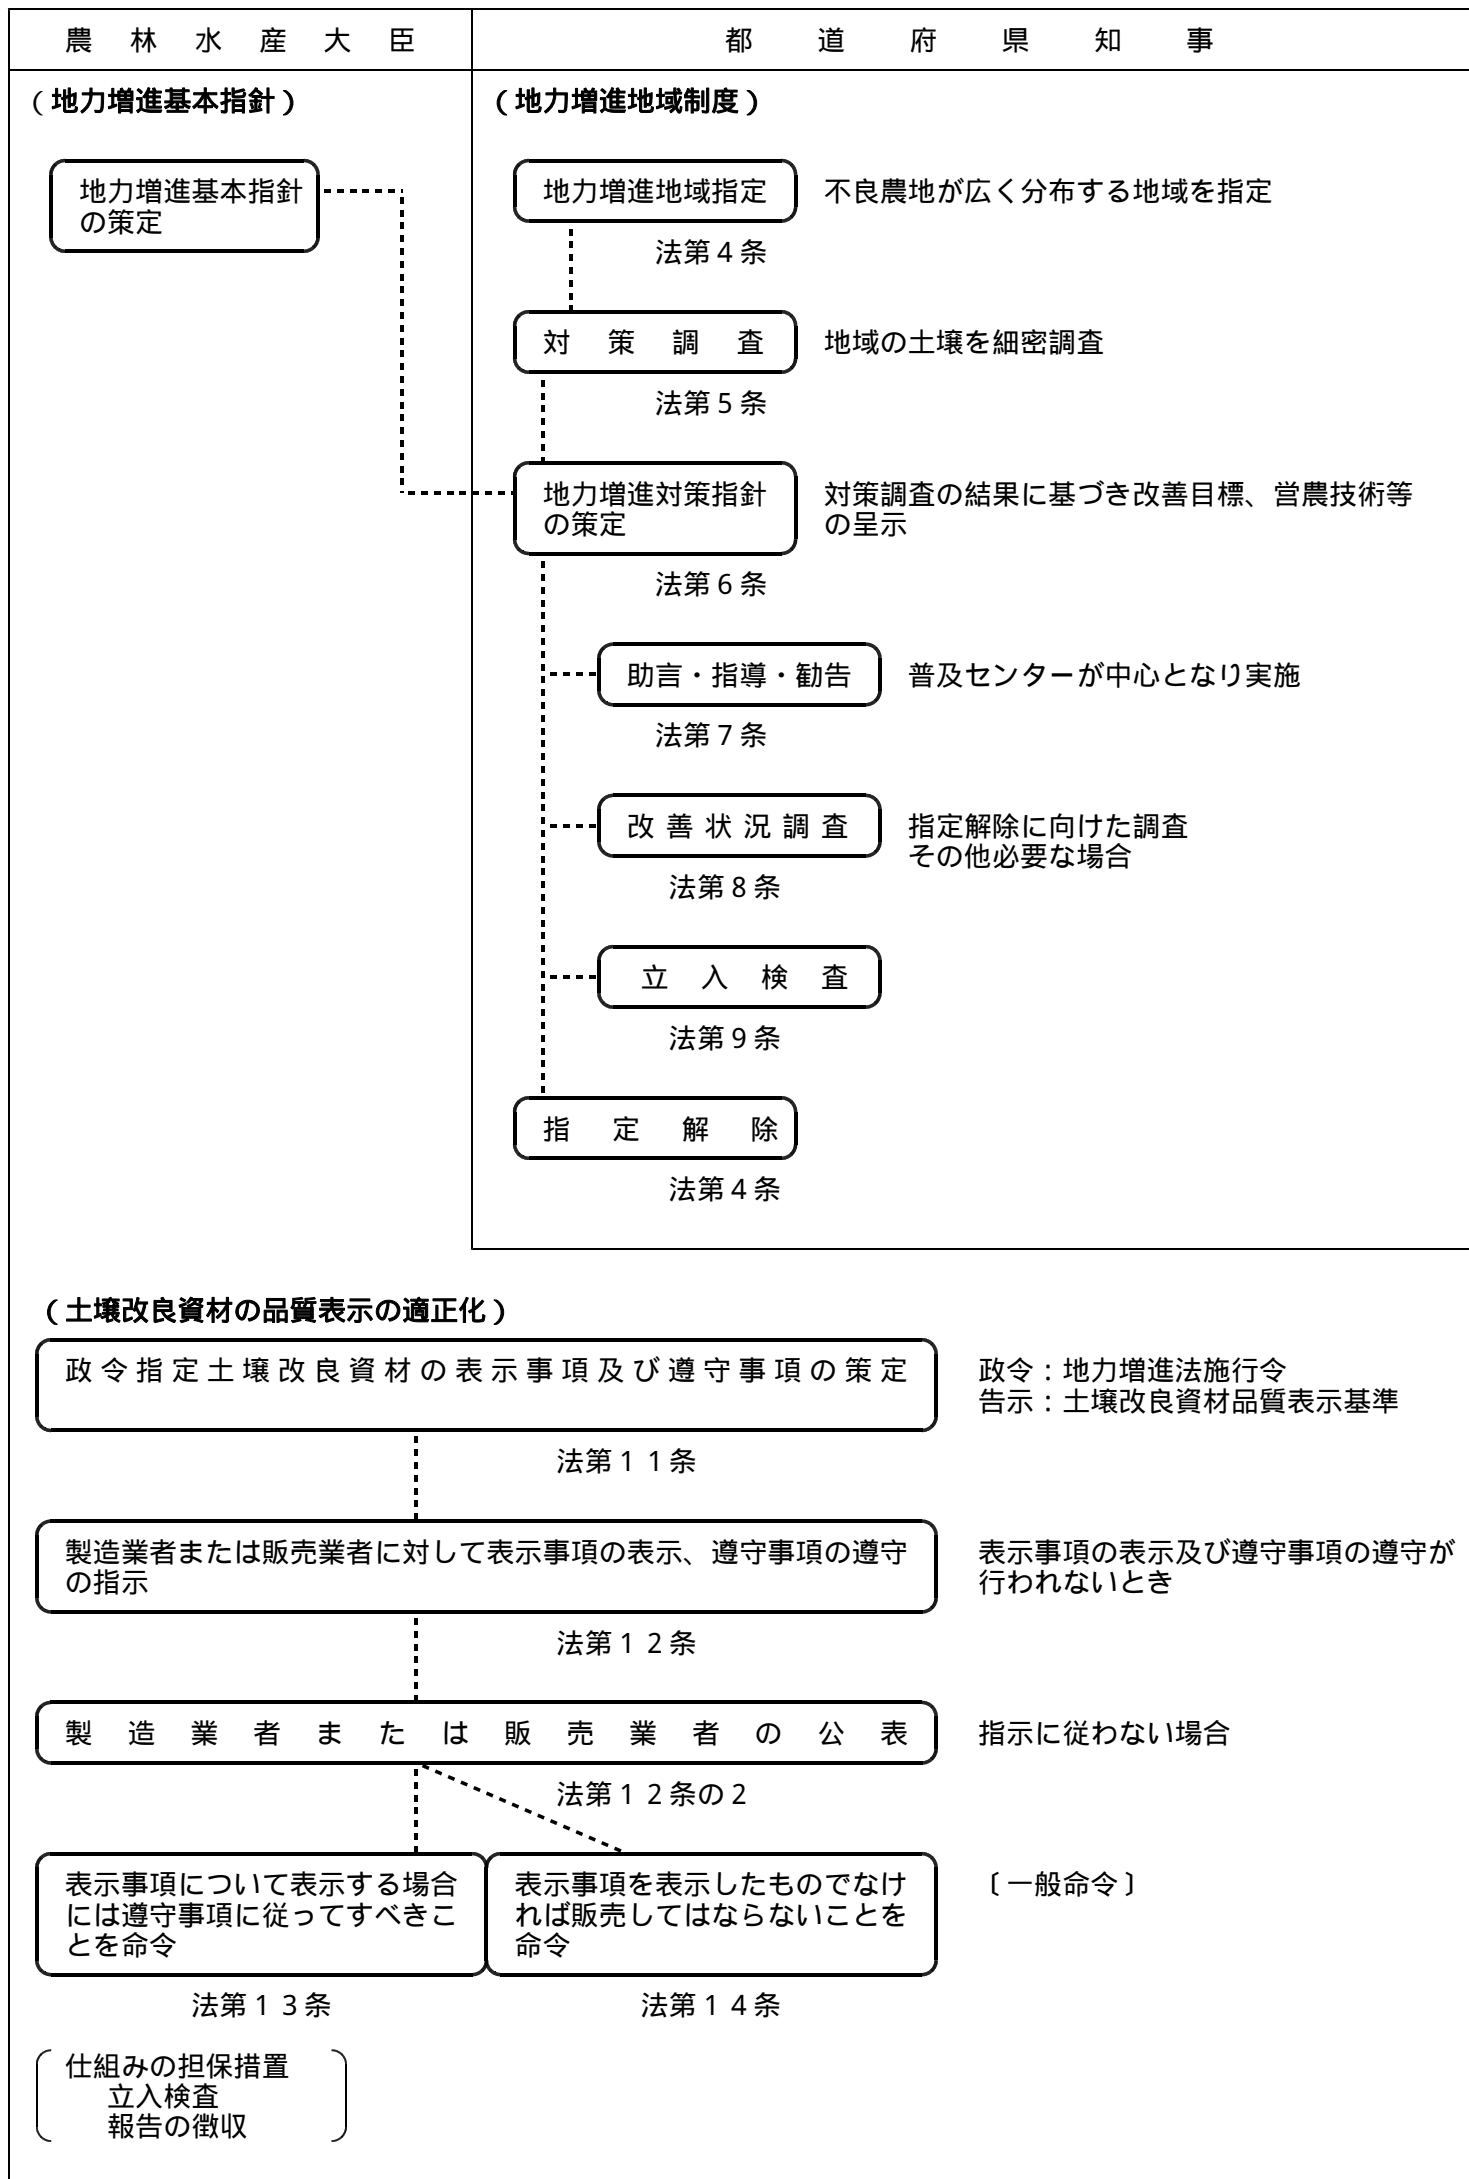 農林水産大臣
都道府県知事
（地力増進基本指針）
（地力増進地域制度）
地力増進基本指針
の策定
地力増進地域指定
不良農地が広く分布する地域を指定
法第４条
対策調査
地域の土壌を細密調査
法第５条
地力増進対策指針
の策定
対策調査の結果に基づき改善目標、営農技術等
の呈示
法第６条
助言・指導・勧告
普及センターが中心となり実施
法第７条
改善状況調査
指定解除に向けた調査
その他必要な場合
法第８条
立入検査
法第９条
指定解除
法第４条
（土壌改良資材の品質表示の適正化）
政令指定土壌改良資材の表示事項及び遵守事項の策定
政令：地力増進法施行令
告示：土壌改良資材品質表示基準
法第１１条
製造業者または販売業者に対して表示事項の表示、遵守事項の遵守
の指示
表示事項の表示及び遵守事項の遵守が
行われないとき
法第１２条
製造業者または販売業者の公表
指示に従わない場合
法第１２条の２
表示事項について表示する場合
には遵守事項に従ってすべきこ
とを命令
表示事項を表示したものでなけ
れば販売してはならないことを
命令
〔一般命令〕
法第１３条
法第１４条
仕組みの担保措置
立入検査
報告の徴収